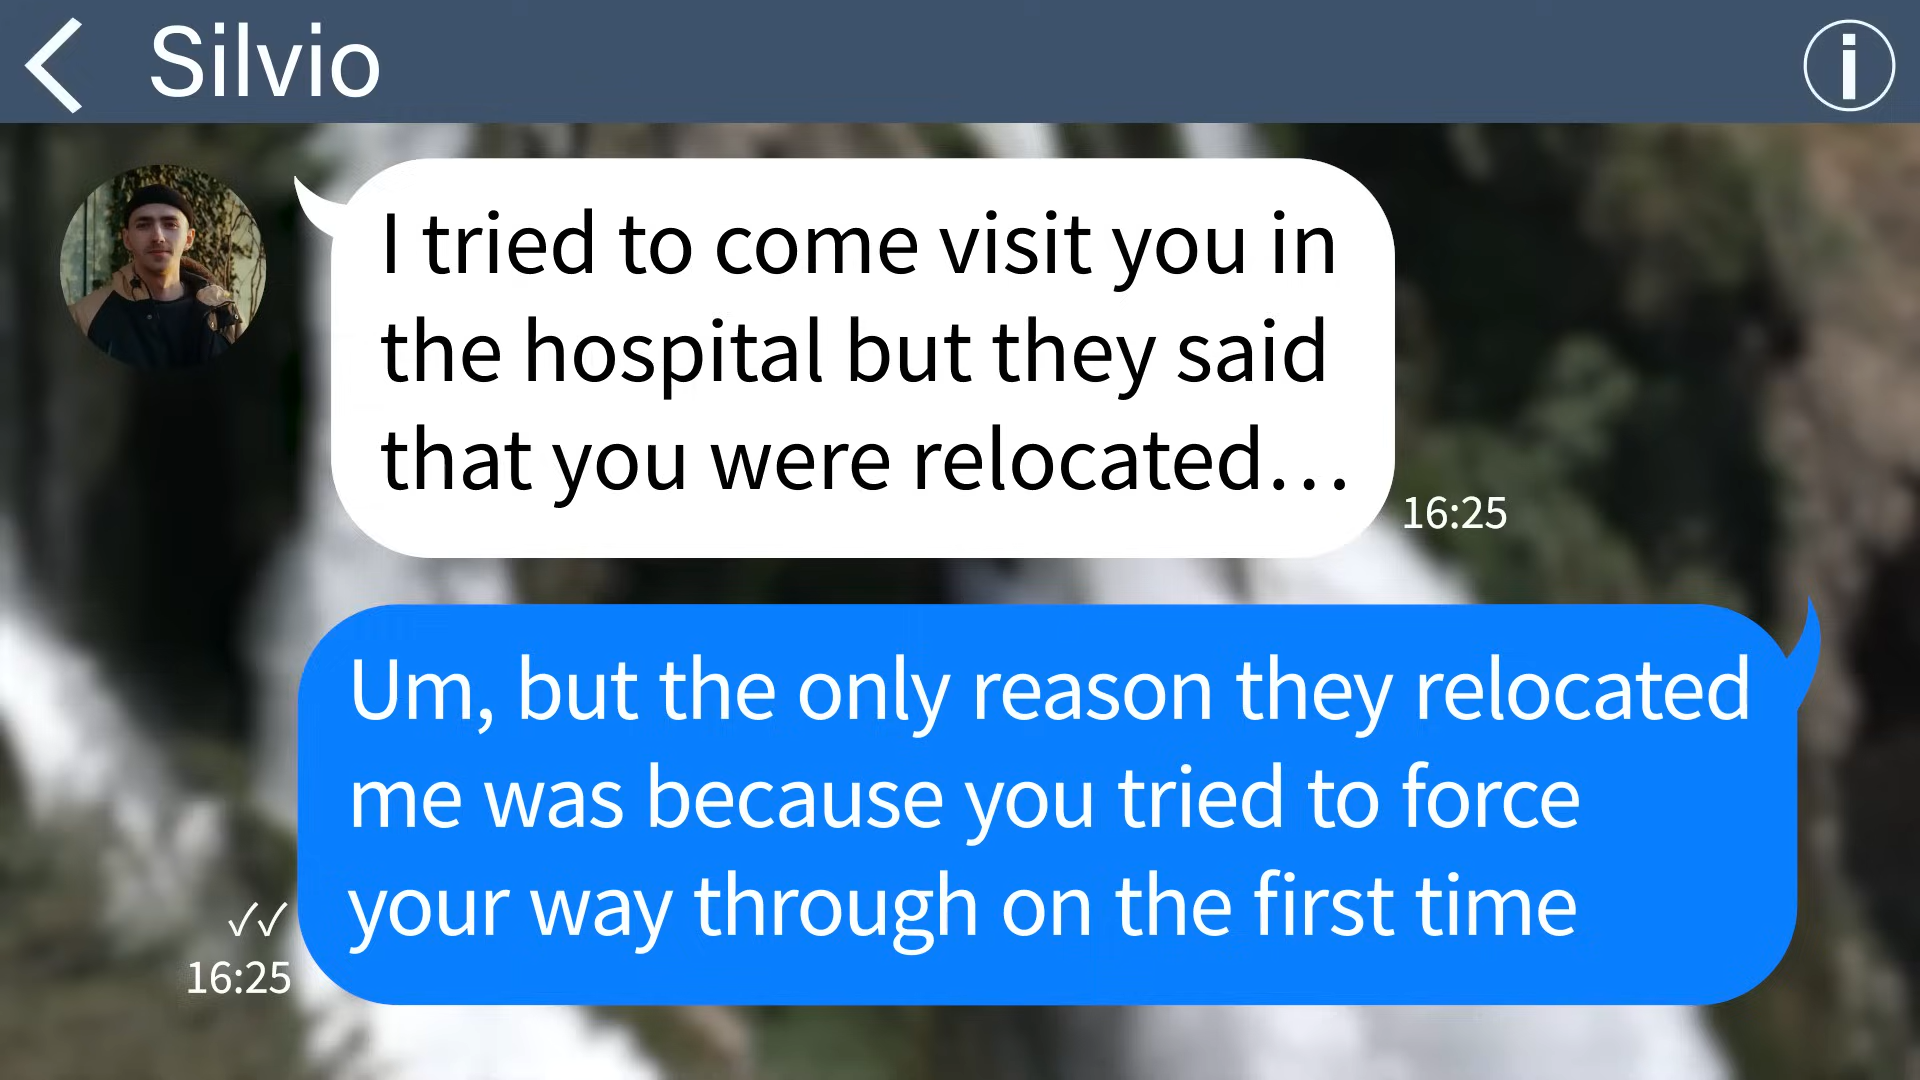 Silvio
I tried to come visit you in
the hospital but they said
that you were relocated…
16:25
Um, but the only reason they relocated
me was because you tried to force
your way through on the first time
✓✓
16:25